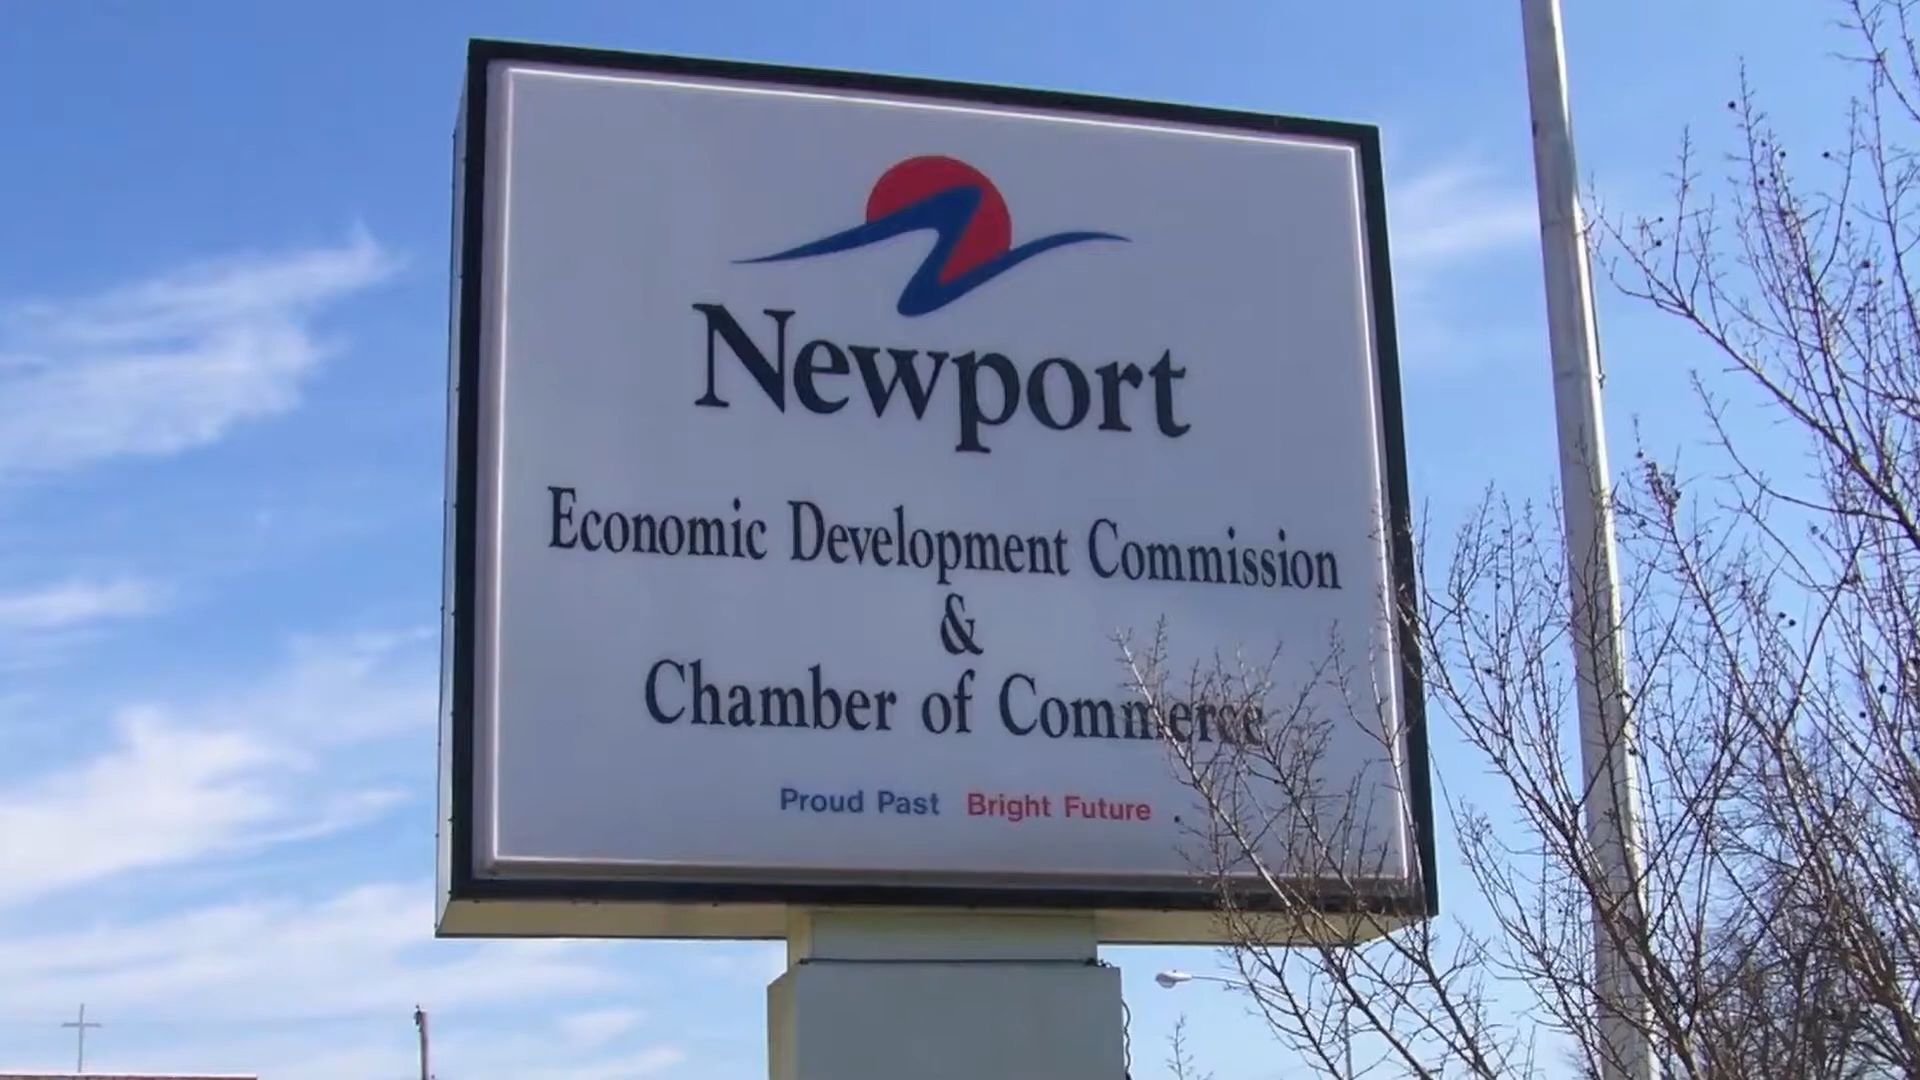 Newport
Economic Development Commission
&
Chamber of Commerce
Proud Past Bright Future